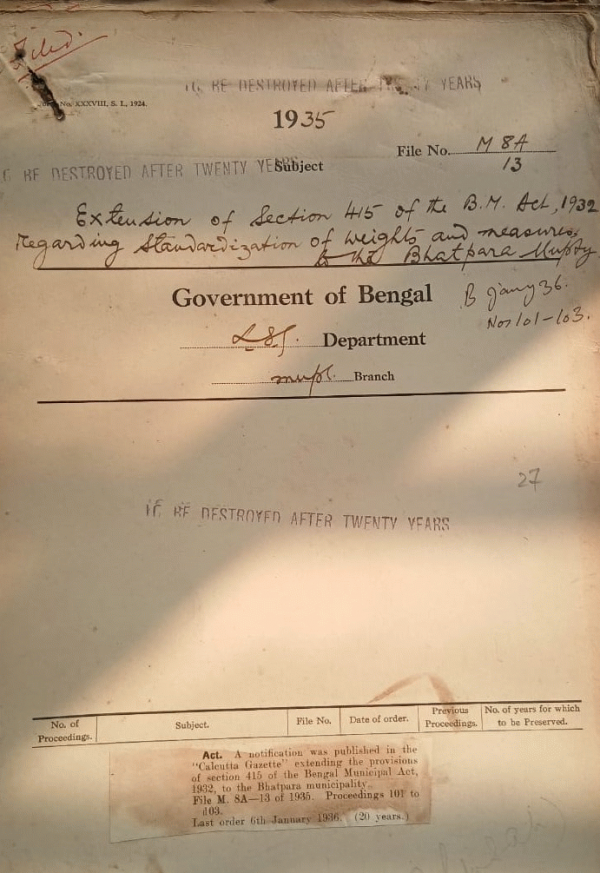 Filed.
TO BE DESTROYED AFTER TWENTY YEARS
No. XXXVIII, S. I., 1924.
1935
File No. M 8A
13
TO BE DESTROYED AFTER TWENTY YEARS
Subject
Extension of Section 415 of the B.M. Act, 1932
regarding standardization of weights and measures
to the Bhatpara Mupty.
Government of Bengal
B Jany 36.
Nos 101-103.
L.S.G. Department
Mupl. Branch
27
TO BE DESTROYED AFTER TWENTY YEARS
No. of Proceedings. Subject. File No. Date of order. Previous Proceedings. No. of years for which to be Preserved.
Act. A notification was published in the
"Calcutta Gazette" extending the provisions
of section 415 of the Bengal Municipal Act,
1932, to the Bhatpara municipality.
File M. 8A—13 of 1935. Proceedings 101 to
103.
Last order 6th January 1936. (20 years.)